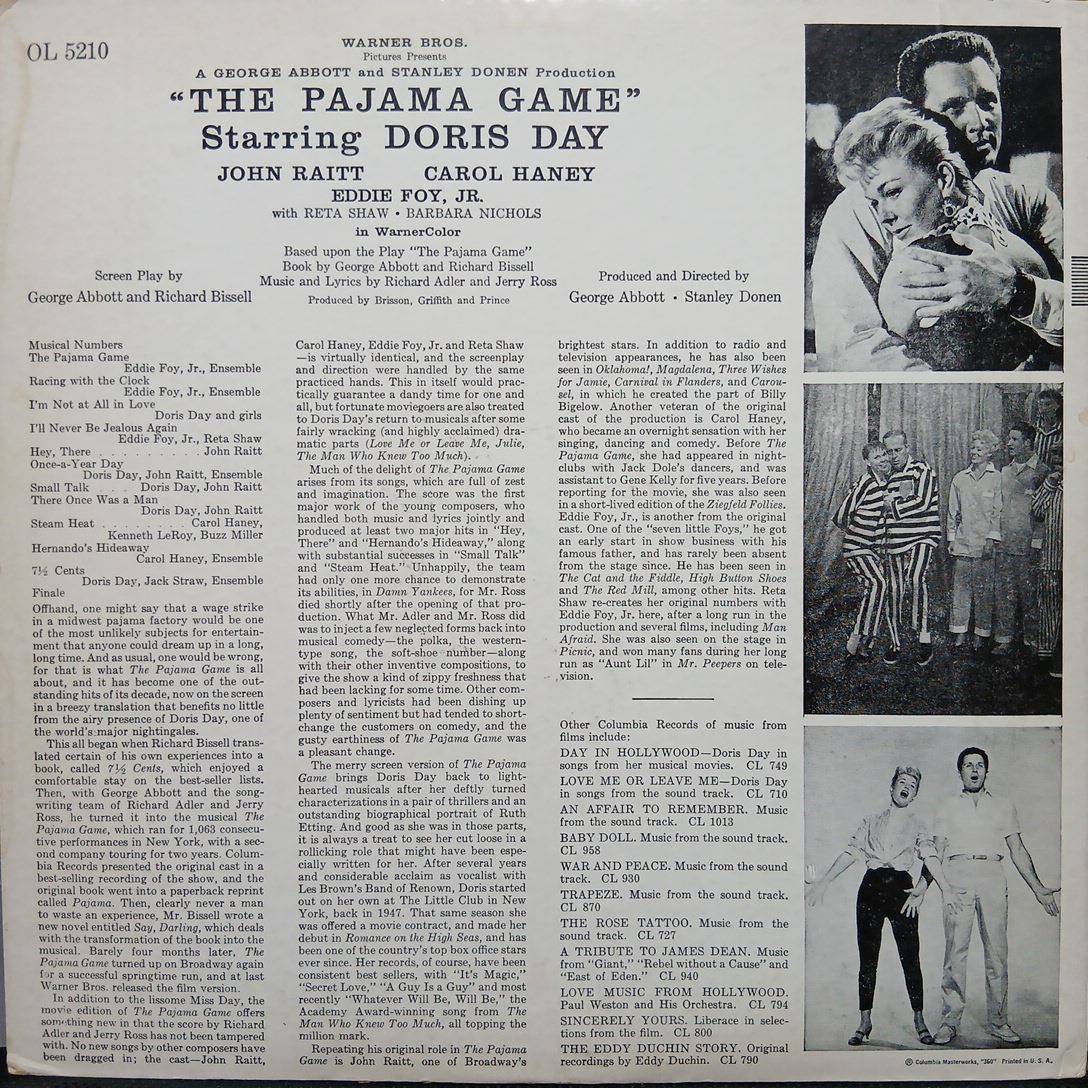 OL 5210
WARNER BROS.
Pictures Presents
A GEORGE ABBOTT and STANLEY DONEN Production
“THE PAJAMA GAME”
Starring DORIS DAY
JOHN RAITT CAROL HANEY
EDDIE FOY, JR.
with RETA SHAW • BARBARA NICHOLS
in WarnerColor
Based upon the Play “The Pajama Game”
Book by George Abbott and Richard Bissell
Music and Lyrics by Richard Adler and Jerry Ross
Produced by Brisson, Griffith and Prince
Screen Play by
George Abbott and Richard Bissell
Produced and Directed by
George Abbott • Stanley Donen
Musical Numbers
The Pajama Game
Eddie Foy, Jr., Ensemble
Racing with the Clock
Eddie Foy, Jr., Ensemble
I’m Not at All in Love
Doris Day and girls
I’ll Never Be Jealous Again
Eddie Foy, Jr., Reta Shaw
Hey, There . . . . . . . . . John Raitt
Once-a-Year Day
Doris Day, John Raitt, Ensemble
Small Talk . . . Doris Day, John Raitt
There Once Was a Man
Doris Day, John Raitt
Steam Heat . . . . . . . . Carol Haney,
Kenneth LeRoy, Buzz Miller
Hernando’s Hideaway
Carol Haney, Ensemble
7½ Cents
Doris Day, Jack Straw, Ensemble
Finale
Offhand, one might say that a wage strike
in a midwest pajama factory would be one
of the most unlikely subjects for entertain-
ment that anyone could dream up in a long,
long time. And as usual, one would be wrong,
for that is what The Pajama Game is all
about, and it has become one of the out-
standing hits of its decade, now on the screen
in a breezy translation that benefits no little
from the airy presence of Doris Day, one of
the world’s major nightingales.
This all began when Richard Bissell trans-
lated certain of his own experiences into a
book, called 7½ Cents, which enjoyed a
comfortable stay on the best-seller lists.
Then, with George Abbott and the song-
writing team of Richard Adler and Jerry
Ross, he turned it into the musical The
Pajama Game, which ran for 1,063 consecu-
tive performances in New York, with a sec-
ond company touring for two years. Colum-
bia Records presented the original cast in a
best-selling recording of the show, and the
original book went into a paperback reprint
called Pajama. Then, clearly never a man
to waste an experience, Mr. Bissell wrote a
new novel entitled Say, Darling, which deals
with the transformation of the book into the
musical. Barely four months later, The
Pajama Game turned up on Broadway again
for a successful springtime run, and at last
Warner Bros. released the film version.
In addition to the lissome Miss Day, the
movie edition of The Pajama Game offers
something new in that the score by Richard
Adler and Jerry Ross has not been tampered
with. No new songs by other composers have
been dragged in; the cast—John Raitt,
Carol Haney, Eddie Foy, Jr. and Reta Shaw
—is virtually identical, and the screenplay
and direction were handled by the same
practiced hands. This in itself would prac-
tically guarantee a dandy time for one and
all, but fortunate moviegoers are also treated
to Doris Day’s return to musicals after some
fairly wracking (and highly acclaimed) dra-
matic parts (Love Me or Leave Me, Julie,
The Man Who Knew Too Much).
Much of the delight of The Pajama Game
arises from its songs, which are full of zest
and imagination. The score was the first
major work of the young composers, who
handled both music and lyrics jointly and
produced at least two major hits in “Hey,
There” and “Hernando’s Hideaway,” along
with substantial successes in “Small Talk”
and “Steam Heat.” Unhappily, the team
had only one more chance to demonstrate
its abilities, in Damn Yankees, for Mr. Ross
died shortly after the opening of that pro-
duction. What Mr. Adler and Mr. Ross did
was to inject a few neglected forms back into
musical comedy—the polka, the western-
type song, the soft-shoe number—along
with their other inventive compositions, to
give the show a kind of zippy freshness that
had been lacking for some time. Other com-
posers and lyricists had been dishing up
plenty of sentiment but had tended to short-
change the customers on comedy, and the
gusty earthiness of The Pajama Game was
a pleasant change.
The merry screen version of The Pajama
Game brings Doris Day back to light-
hearted musicals after her deftly turned
characterizations in a pair of thrillers and an
outstanding biographical portrait of Ruth
Etting. And good as she was in those parts,
it is always a treat to see her cut loose in a
rollicking role that might have been espe-
cially written for her. After several years
and considerable acclaim as vocalist with
Les Brown’s Band of Renown, Doris started
out on her own at The Little Club in New
York, back in 1947. That same season she
was offered a movie contract, and made her
debut in Romance on the High Seas, and has
been one of the country’s top box office stars
ever since. Her records, of course, have been
consistent best sellers, with “It’s Magic,”
“Secret Love,” “A Guy Is a Guy” and most
recently “Whatever Will Be, Will Be,” the
Academy Award-winning song from The
Man Who Knew Too Much, all topping the
million mark.
Repeating his original role in The Pajama
Game is John Raitt, one of Broadway’s
brightest stars. In addition to radio and
television appearances, he has also been
seen in Oklahoma!, Magdalena, Three Wishes
for Jamie, Carnival in Flanders, and Carou-
sel, in which he created the part of Billy
Bigelow. Another veteran of the original
cast of the production is Carol Haney,
who became an overnight sensation with her
singing, dancing and comedy. Before The
Pajama Game, she had appeared in night-
clubs with Jack Dole’s dancers, and was
assistant to Gene Kelly for five years. Before
reporting for the movie, she was also seen
in a short-lived edition of the Ziegfeld Follies.
Eddie Foy, Jr., is another from the original
cast. One of the “seven little Foys,” he got
an early start in show business with his
famous father, and has rarely been absent
from the stage since. He has been seen in
The Cat and the Fiddle, High Button Shoes
and The Red Mill, among other hits. Reta
Shaw re-creates her original numbers with
Eddie Foy, Jr. here, after a long run in the
production and several films, including Man
Afraid. She was also seen on the stage in
Picnic, and won many fans during her long
run as “Aunt Lil” in Mr. Peepers on tele-
vision.
Other Columbia Records of music from
films include:
DAY IN HOLLYWOOD—Doris Day in
songs from her musical movies. CL 749
LOVE ME OR LEAVE ME—Doris Day
in songs from the sound track. CL 710
AN AFFAIR TO REMEMBER. Music
from the sound track. CL 1013
BABY DOLL. Music from the sound track.
CL 958
WAR AND PEACE. Music from the sound
track. CL 930
TRAPEZE. Music from the sound track.
CL 870
THE ROSE TATTOO. Music from the
sound track. CL 727
A TRIBUTE TO JAMES DEAN. Music
from “Giant,” “Rebel without a Cause” and
“East of Eden.” CL 940
LOVE MUSIC FROM HOLLYWOOD.
Paul Weston and His Orchestra. CL 794
SINCERELY YOURS. Liberace in selec-
tions from the film. CL 800
THE EDDY DUCHIN STORY. Original
recordings by Eddy Duchin. CL 790
Ⓟ Columbia Masterworks, "360" Printed in U. S. A.